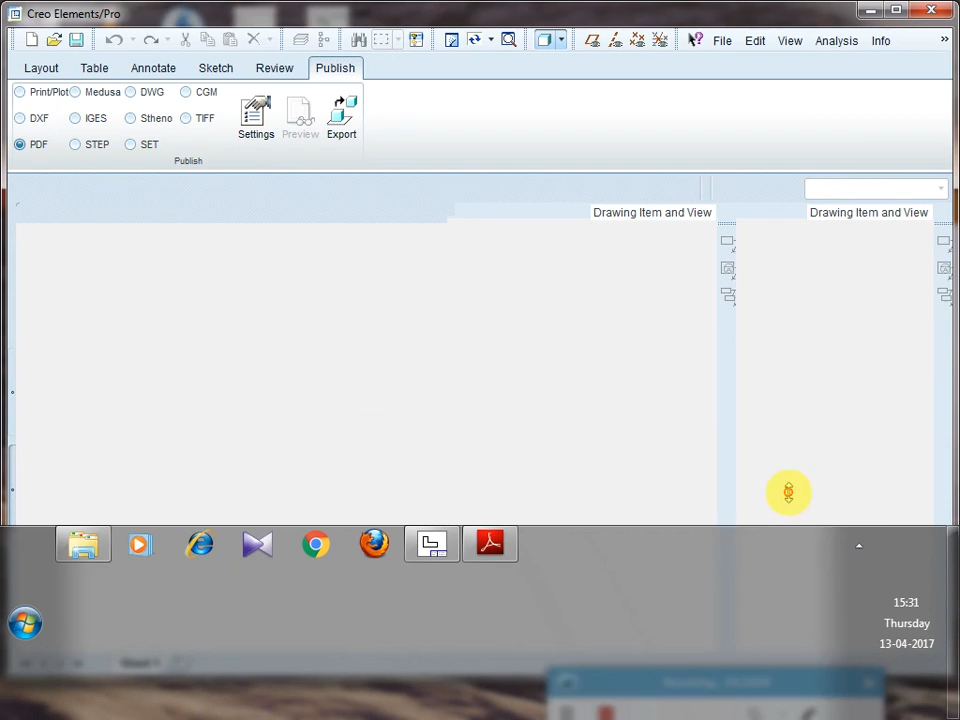 Creo Elements/Pro
File Edit View Analysis Info »
Layout Table Annotate Sketch Review Publish
Print/Plot Medusa DWG CGM
DXF IGES Stheno TIFF
PDF STEP SET
Settings Preview Export
Publish
Drawing Item and View Drawing Item and View
15:31
Thursday
13-04-2017